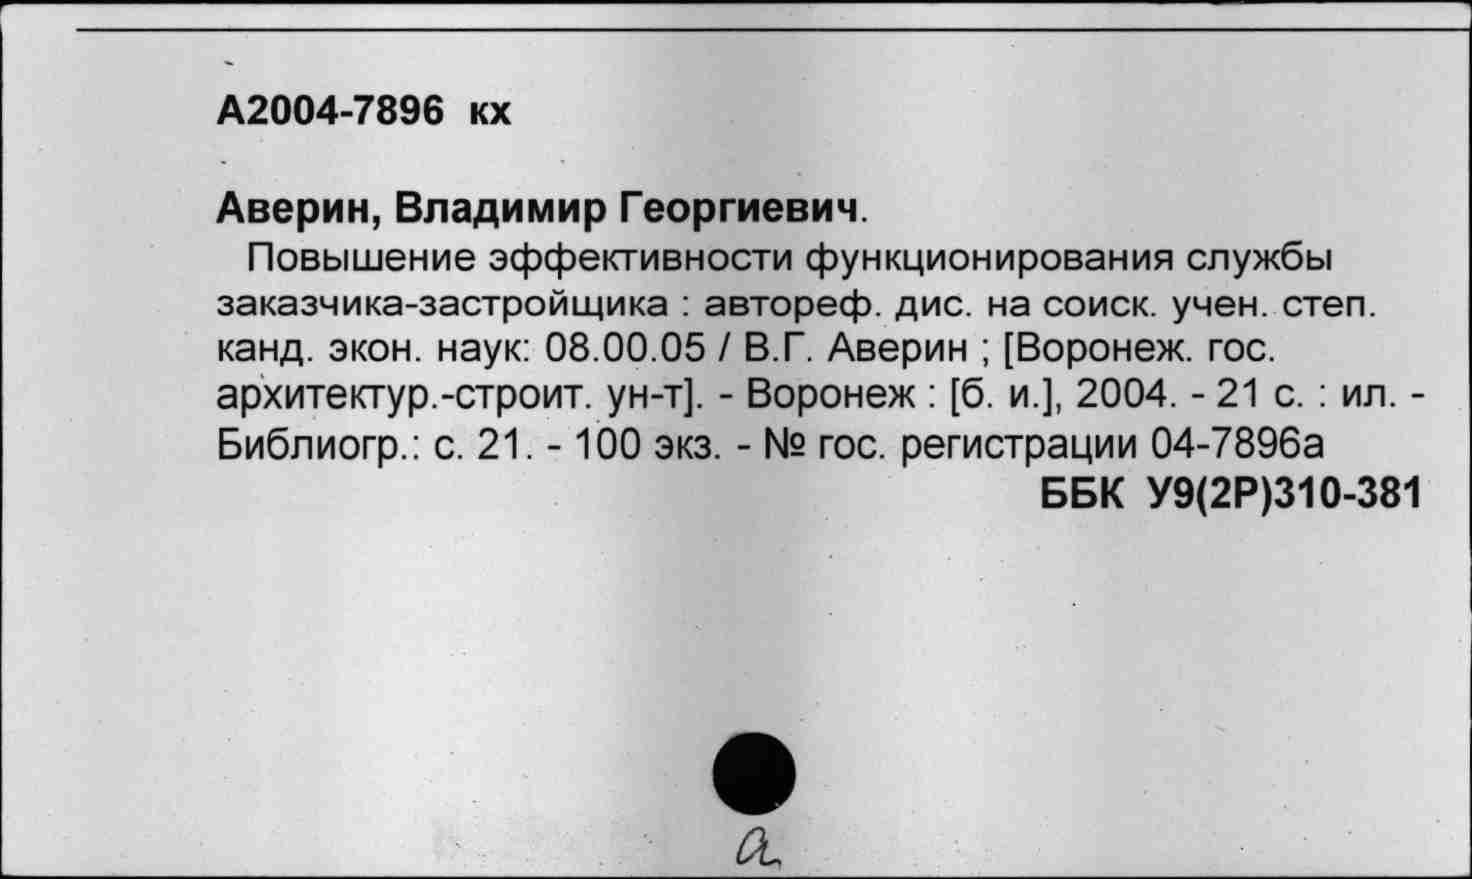 А2004-7896 кх
Аверин, Владимир Георгиевич.
Повышение эффективности функционирования службы
заказчика-застройщика : автореф. дис. на соиск. учен. степ.
канд. экон. наук: 08.00.05 / В.Г. Аверин ; [Воронеж. гос.
архитектур.-строит. ун-т]. - Воронеж : [б. и.], 2004. - 21 с. : ил. -
Библиогр.: с. 21. - 100 экз. - № гос. регистрации 04-7896а
ББК У9(2Р)310-381
а